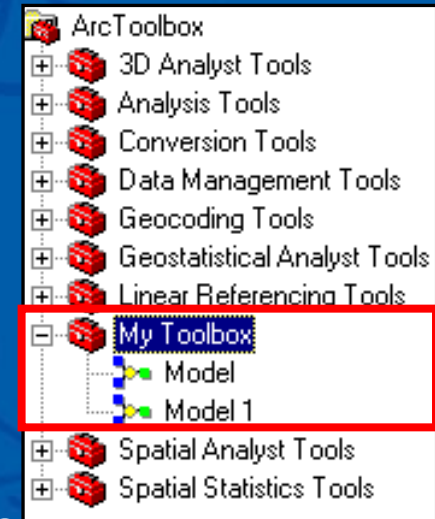 ArcToolbox
3D Analyst Tools
Analysis Tools
Conversion Tools
Data Management Tools
Geocoding Tools
Geostatistical Analyst Tools
Linear Referencing Tools
My Toolbox
Model
Model 1
Spatial Analyst Tools
Spatial Statistics Tools